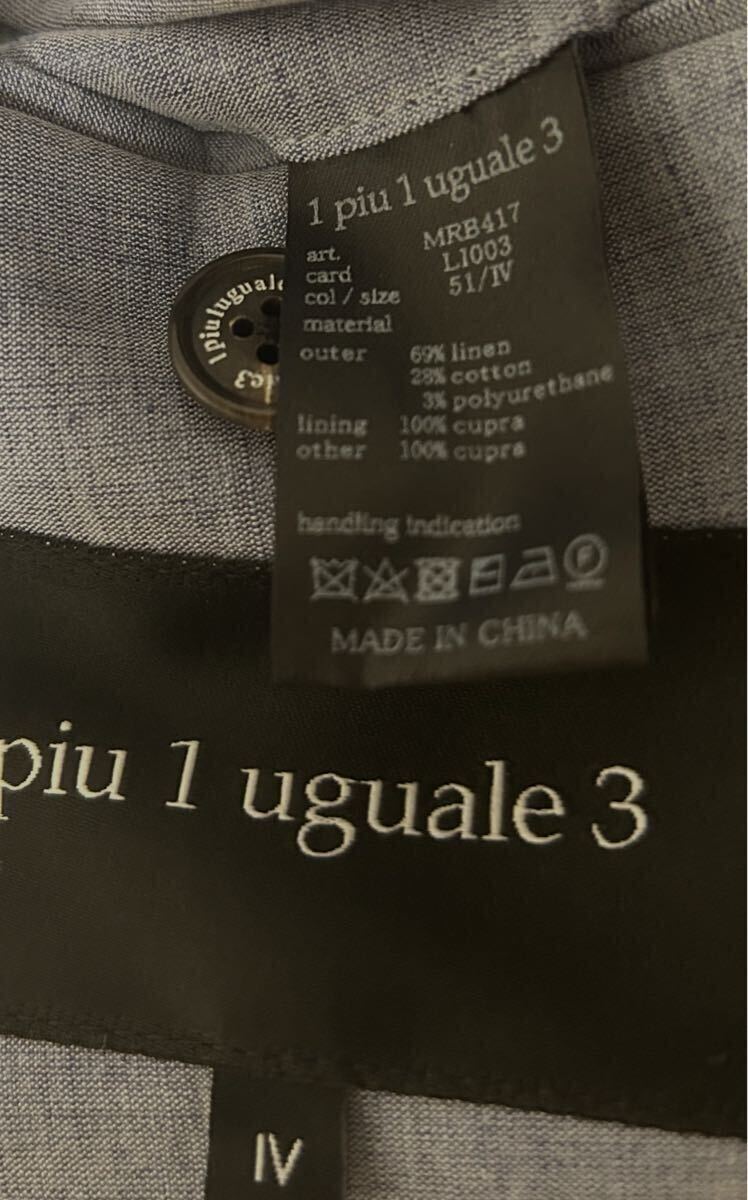 1 piu 1 uguale 3
art. MRB417
card L1003
col / size 51/IV
material
outer 69% linen
28% cotton
3% polyurethane
lining 100% cupra
other 100% cupra
handling indication
F
MADE IN CHINA
1piu1uguale3
piu 1 uguale 3
IV